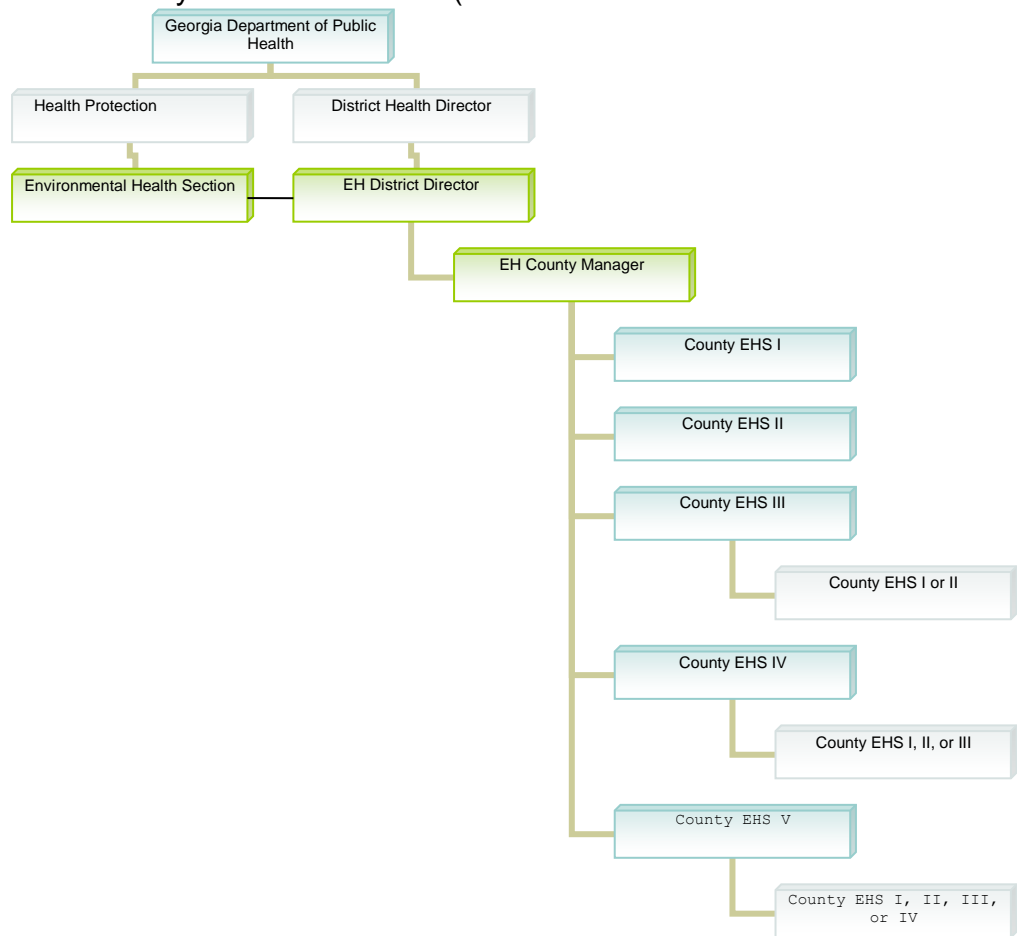 Georgia Department of Public
Health
Health Protection
District Health Director
Environmental Health Section
EH District Director
EH County Manager
County EHS I
County EHS II
County EHS III
County EHS I or II
County EHS IV
County EHS I, II, or III
County EHS V
County EHS I, II, III,
or IV